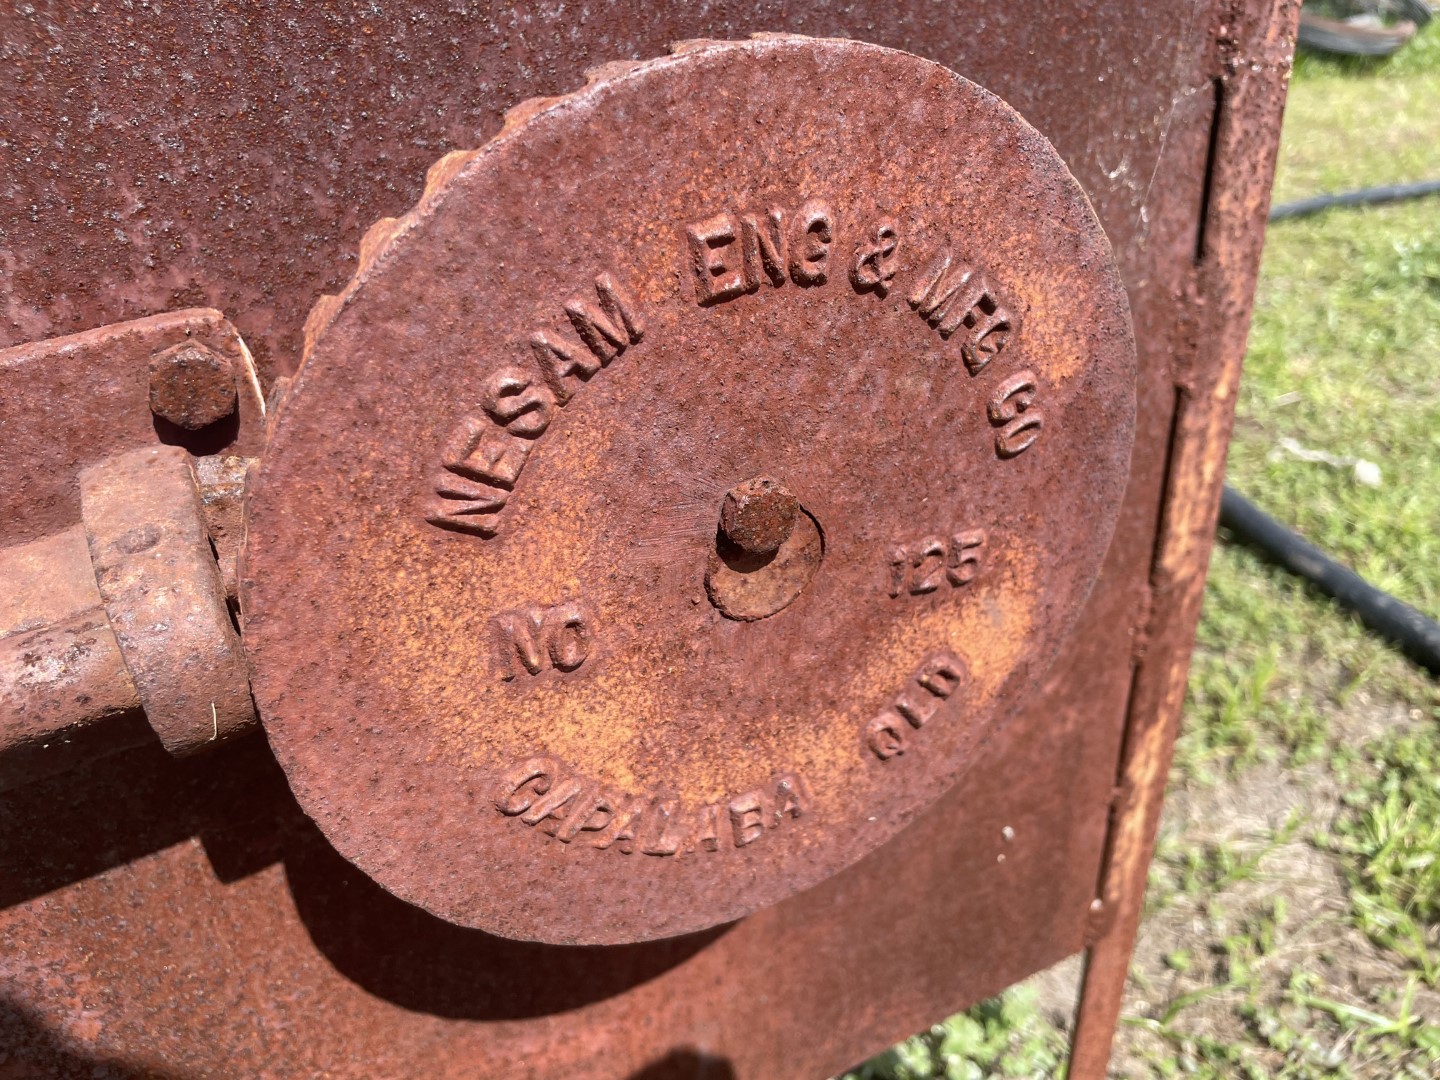 NESAM ENG & MFG CO
NO 125
CAPALABA QLD